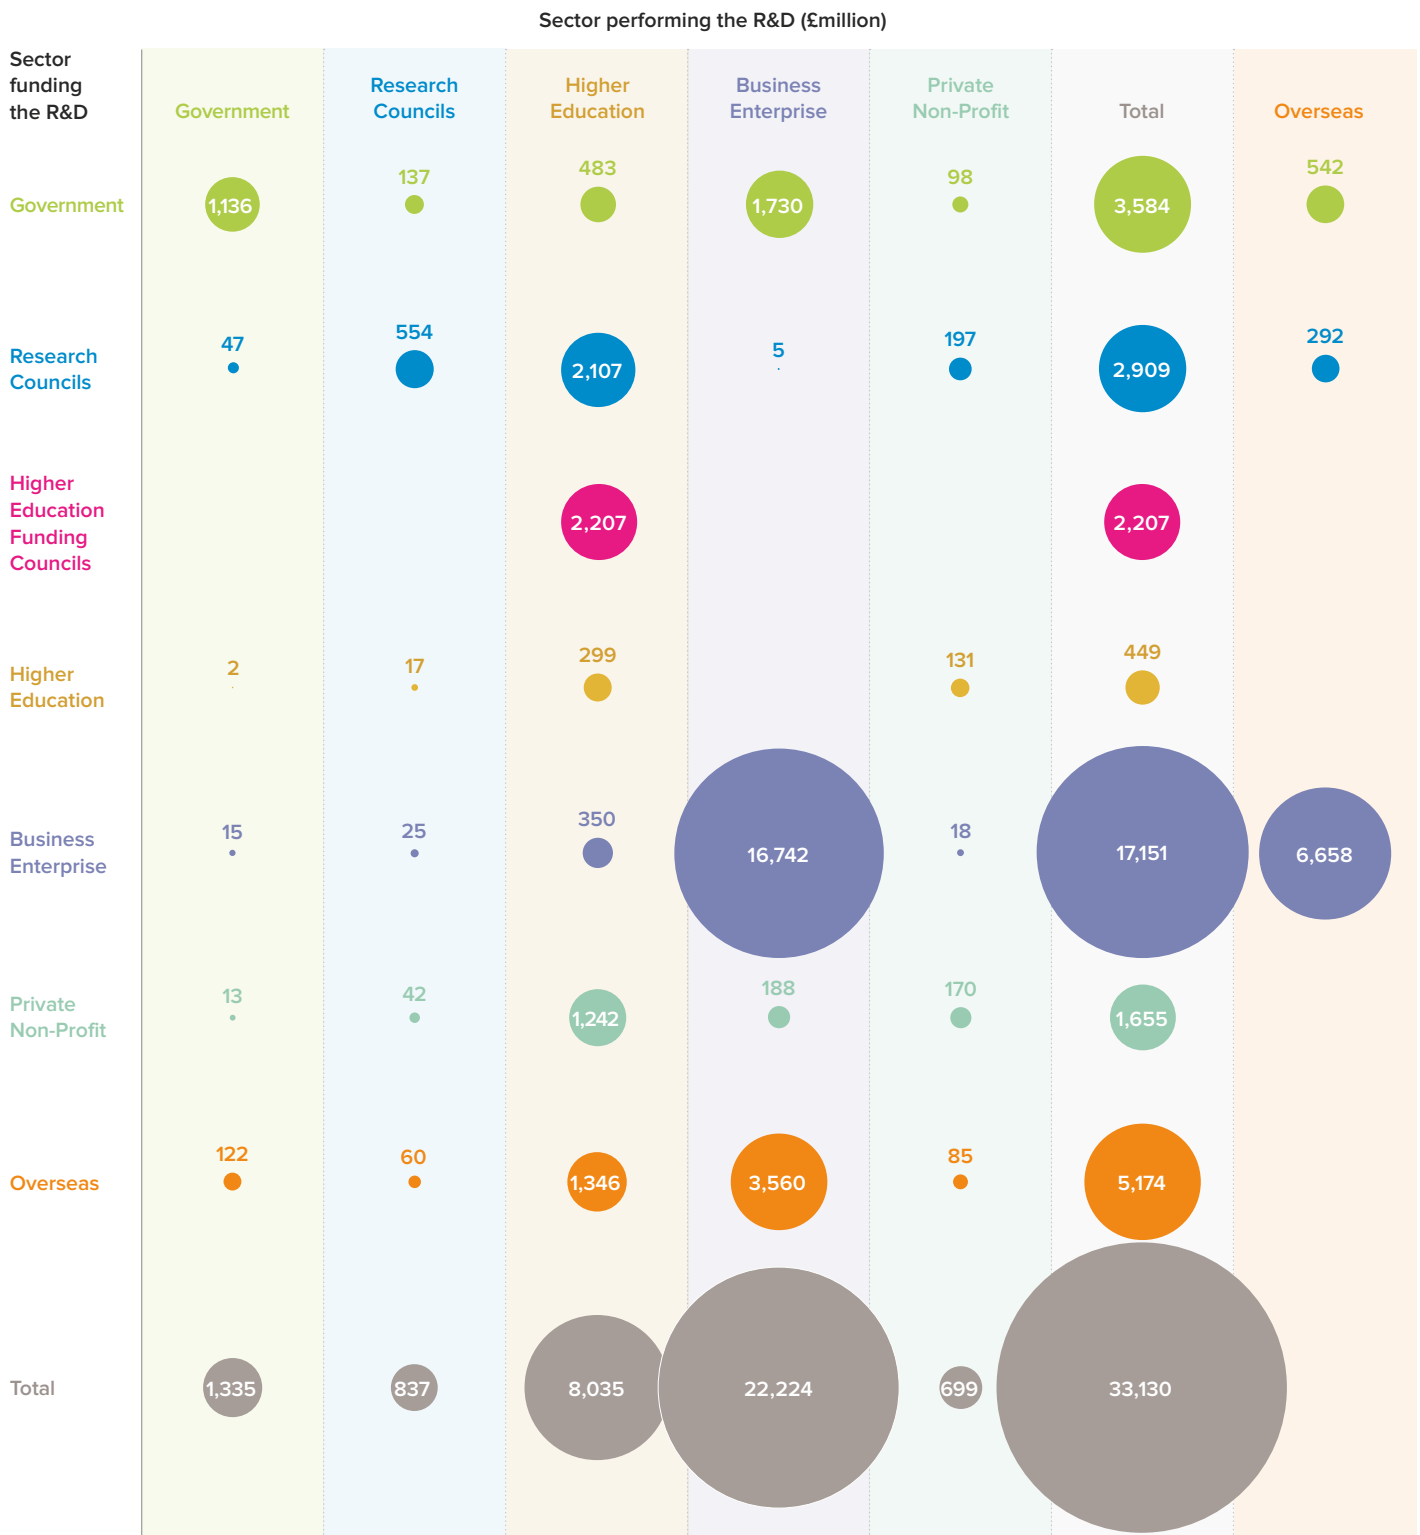 Sector performing the R&D (£million)
Sector
funding
the R&D
Government
Research
Councils
Higher
Education
Business
Enterprise
Private
Non-Profit
Total
Overseas
Government
1,136
137
483
1,730
98
3,584
542
Research
Councils
47
554
2,107
5
197
2,909
292
Higher
Education
Funding
Councils
2,207
2,207
Higher
Education
2
17
299
131
449
Business
Enterprise
15
25
350
16,742
18
17,151
6,658
Private
Non-Profit
13
42
1,242
188
170
1,655
Overseas
122
60
1,346
3,560
85
5,174
Total
1,335
837
8,035
22,224
699
33,130